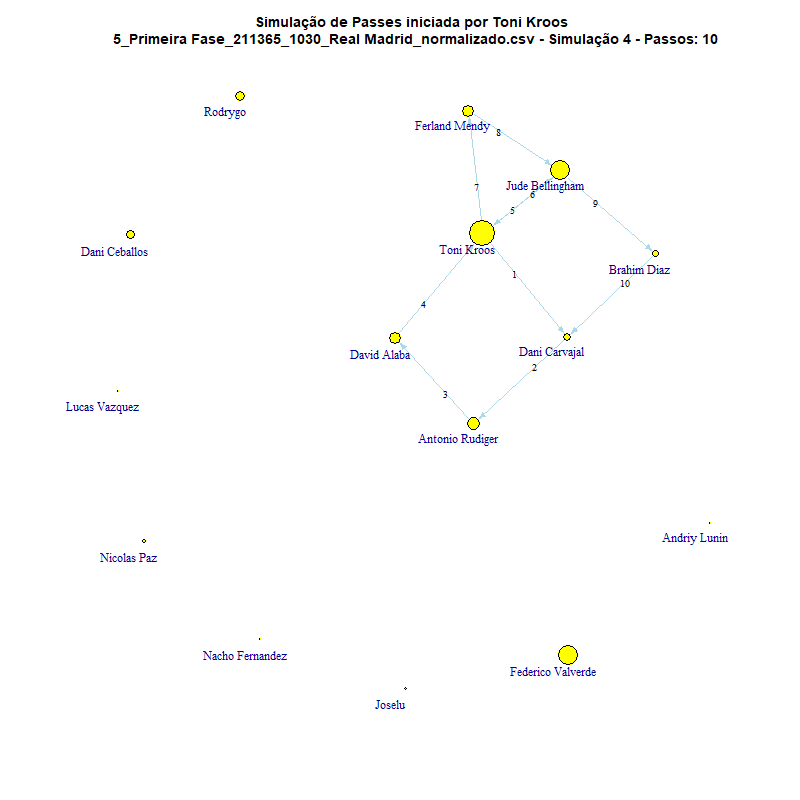 Simulação de Passes iniciada por Toni Kroos
5_Primeira Fase_211365_1030_Real Madrid_normalizado.csv - Simulação 4 - Passos: 10
Rodrygo
Ferland Mendy
8
Jude Bellingham
7
6
5
9
Dani Ceballos
Toni Kroos
Brahim Diaz
1
10
4
David Alaba
Dani Carvajal
2
3
Lucas Vazquez
Antonio Rudiger
Andriy Lunin
Nicolas Paz
Nacho Fernandez
Federico Valverde
Joselu